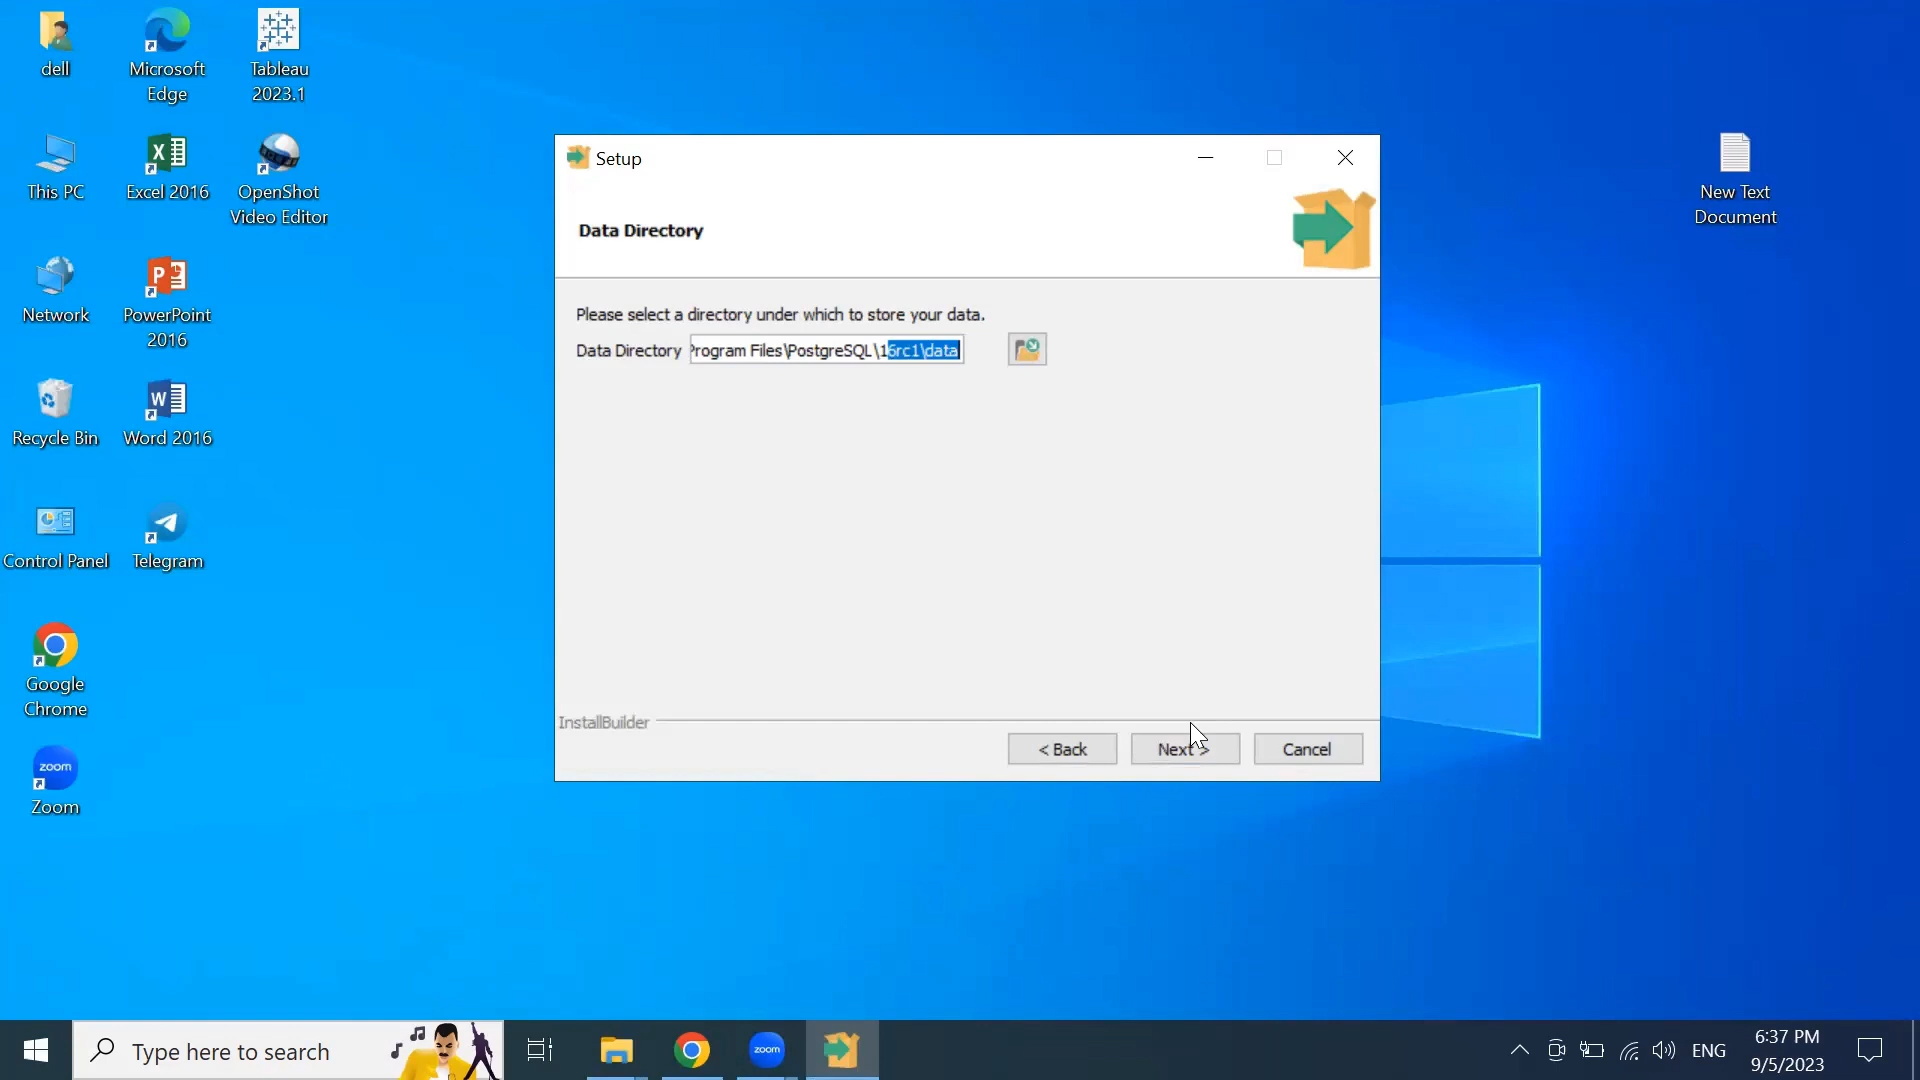 dell
Microsoft
Edge
Tableau
2023.1
This PC
Excel 2016
OpenShot
Video Editor
Network
PowerPoint
2016
Recycle Bin
Word 2016
Control Panel
Telegram
Google
Chrome
zoom
Zoom
New Text
Document
Setup
Data Directory
Please select a directory under which to store your data.
Data Directory
Program Files\PostgreSQL\16rc1\data
InstallBuilder
< Back
Next >
Cancel
Type here to search
zoom
ENG
6:37 PM
9/5/2023